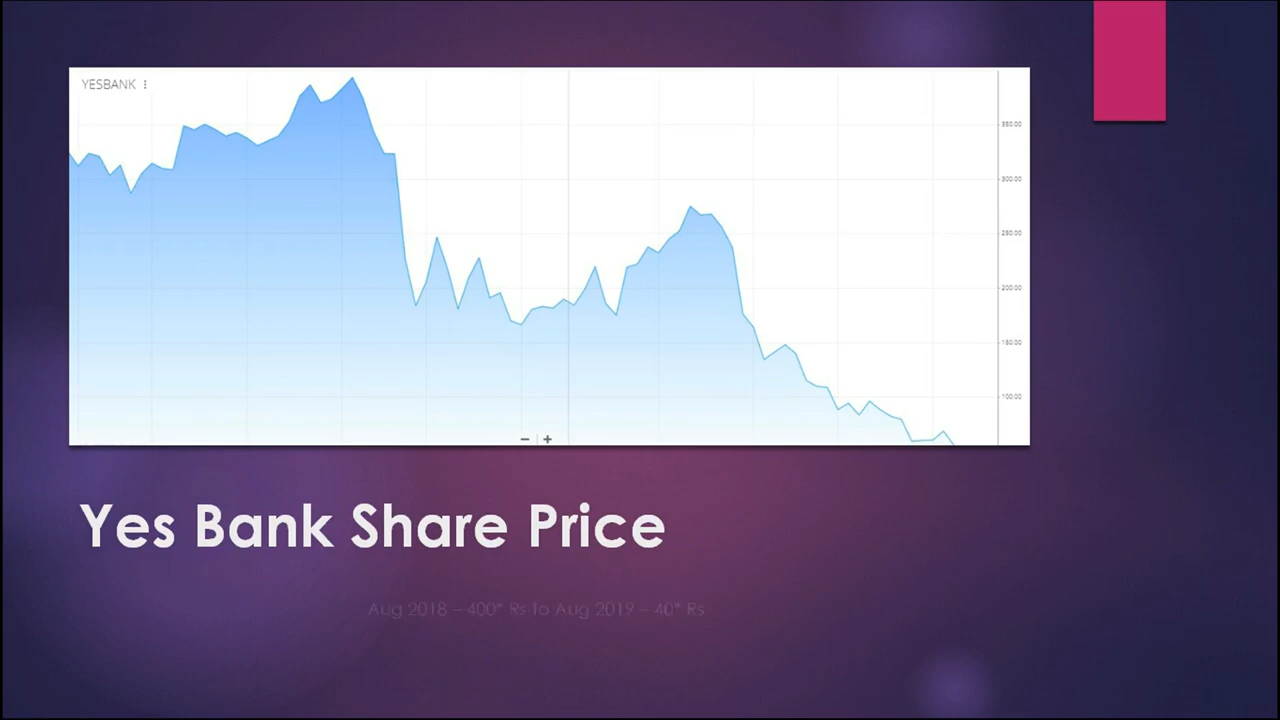 YESBANK
350.00
300.00
250.00
200.00
150.00
100.00
Yes Bank Share Price
Aug 2018 – 400* Rs to Aug 2019 – 40* Rs